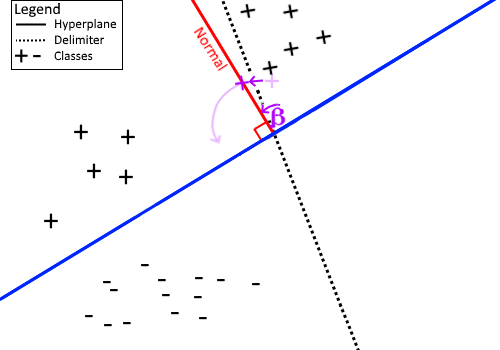 Legend
Hyperplane
Delimiter
+ - Classes
Normal
β